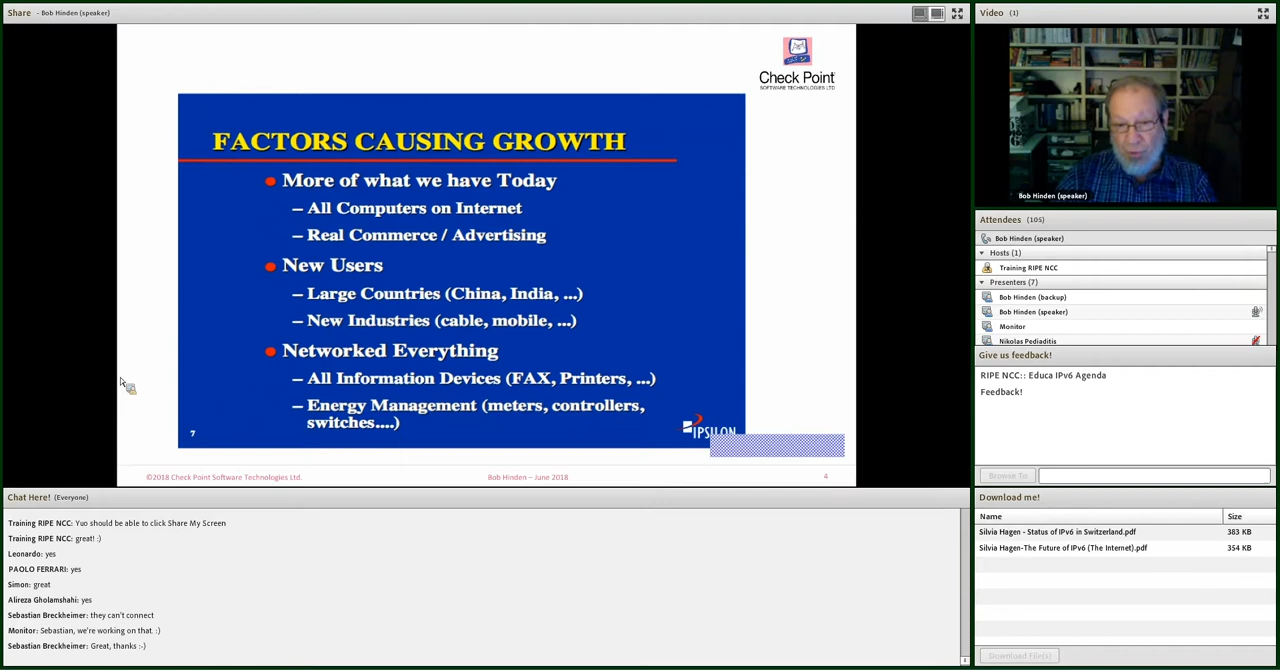 Share - Bob Hinden (speaker)
Check Point
SOFTWARE TECHNOLOGIES LTD
FACTORS CAUSING GROWTH
More of what we have Today
– All Computers on Internet
– Real Commerce / Advertising
New Users
– Large Countries (China, India, ...)
– New Industries (cable, mobile, ...)
Networked Everything
– All Information Devices (FAX, Printers, ...)
– Energy Management (meters, controllers,
switches....)
7
IPSILON
©2018 Check Point Software Technologies Ltd.
Bob Hinden – June 2018
4
Chat Here! (Everyone)
Training RIPE NCC: Yuo should be able to click Share My Screen
Training RIPE NCC: great! :)
Leonardo: yes
PAOLO FERRARI: yes
Simon: great
Alireza Gholamshahi: yes
Sebastian Breckheimer: they can't connect
Monitor: Sebastian, we're working on that. :)
Sebastian Breckheimer: Great, thanks :-)
Video (1)
Bob Hinden (speaker)
Attendees (105)
Bob Hinden (speaker)
Hosts (1)
Training RIPE NCC
Presenters (7)
Bob Hinden (backup)
Bob Hinden (speaker)
Monitor
Nikolas Pediaditis
Give us feedback!
RIPE NCC:: Educa IPv6 Agenda
Feedback!
Browse To
Download me!
Name Size
Silvia Hagen - Status of IPv6 in Switzerland.pdf 383 KB
Silvia Hagen-The Future of IPv6 (The Internet).pdf 354 KB
Download File(s)